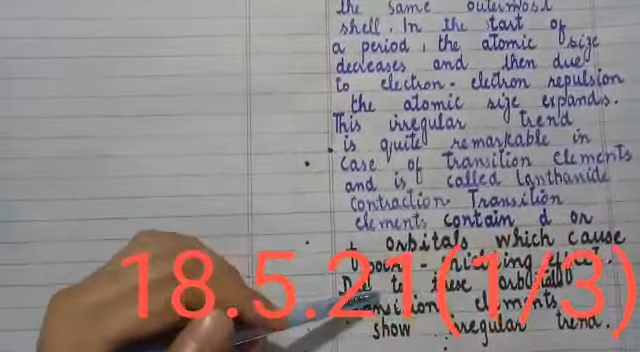 the same outermost
shell. In the start of
a period, the atomic size
decreases and then due
to electron - electron repulsion
the atomic size expands.
This irregular trend
is quite remarkable in
case of transition elements
and is called Lanthanide
contraction Transition
elements contain d or
orbitals which cause
Due to these orbitals
transition elements
show irregular trend.
18.5.21(1/3)